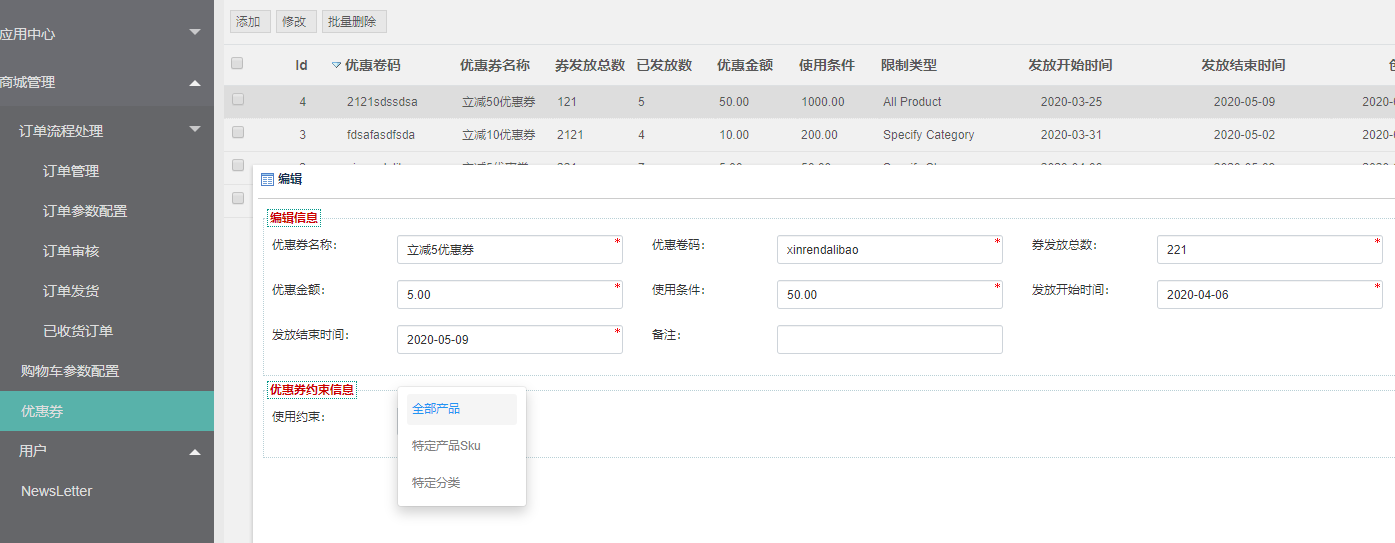 应用中心
商城管理
订单流程处理
订单管理
订单参数配置
订单审核
订单发货
已收货订单
购物车参数配置
优惠券
用户
NewsLetter
添加 修改 批量删除
Id 优惠卷码 优惠券名称 券发放总数 已发放数 优惠金额 使用条件 限制类型 发放开始时间 发放结束时间
4 2121sdssdsa 立减50优惠券 121 5 50.00 1000.00 All Product 2020-03-25 2020-05-09
3 fdsafasdfsda 立减10优惠券 2121 4 10.00 200.00 Specify Category 2020-03-31 2020-05-02
编辑
编辑信息
优惠券名称: 立减5优惠券 * 优惠卷码: xinrendalibao * 券发放总数: 221 *
优惠金额: 5.00 * 使用条件: 50.00 * 发放开始时间: 2020-04-06 *
发放结束时间: 2020-05-09 * 备注:
优惠券约束信息
使用约束:
全部产品
特定产品Sku
特定分类